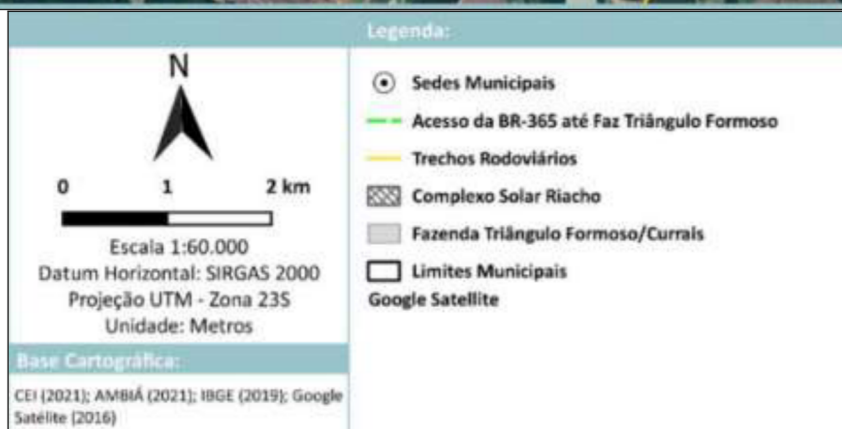 Legenda:
N
0 1 2 km
Escala 1:60.000
Datum Horizontal: SIRGAS 2000
Projeção UTM - Zona 23S
Unidade: Metros
Base Cartográfica:
CEI (2021); AMBIÁ (2021); IBGE (2019); Google
Satélite (2016)
Sedes Municipais
Acesso da BR-365 até Faz Triângulo Formoso
Trechos Rodoviários
Complexo Solar Riacho
Fazenda Triângulo Formoso/Currais
Limites Municipais
Google Satellite